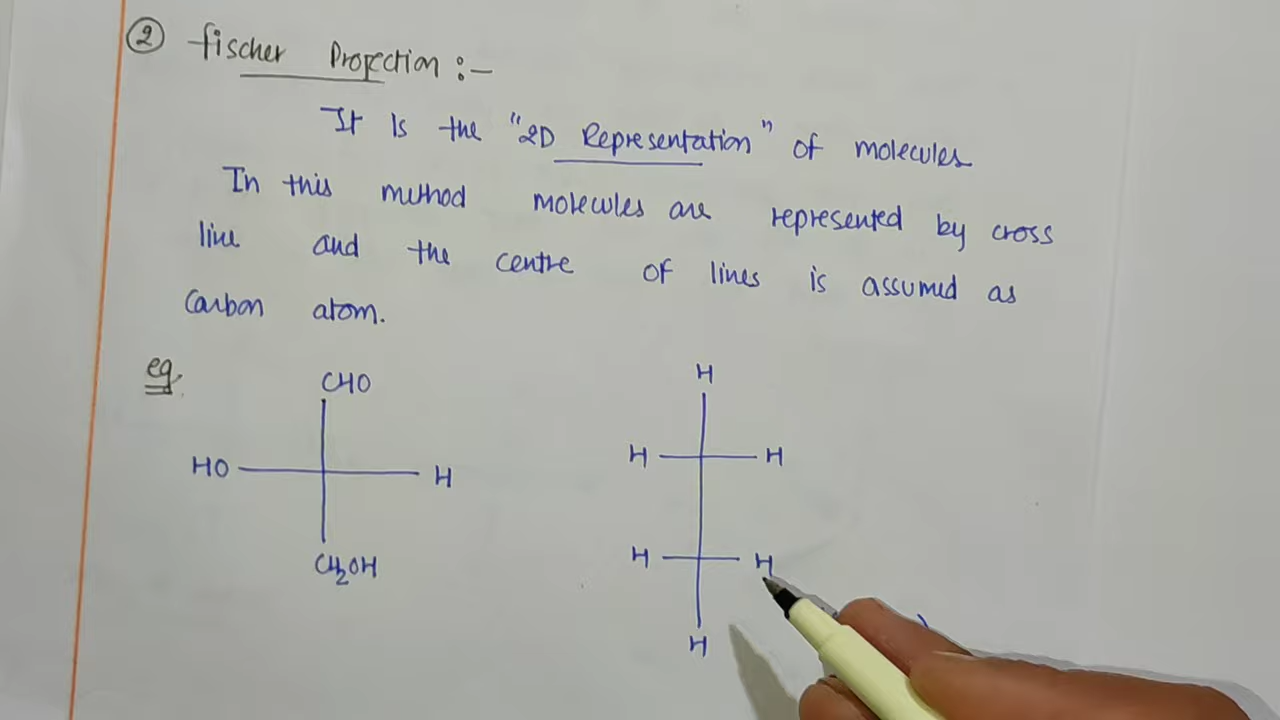 ② Fischer Projection :-
It is the "2D Representation" of molecules
In this method molecules are represented by cross
line and the centre of lines is assumed as
Carbon atom.
eg.
CHO
HO H
CH2OH
H
H H
H H
H